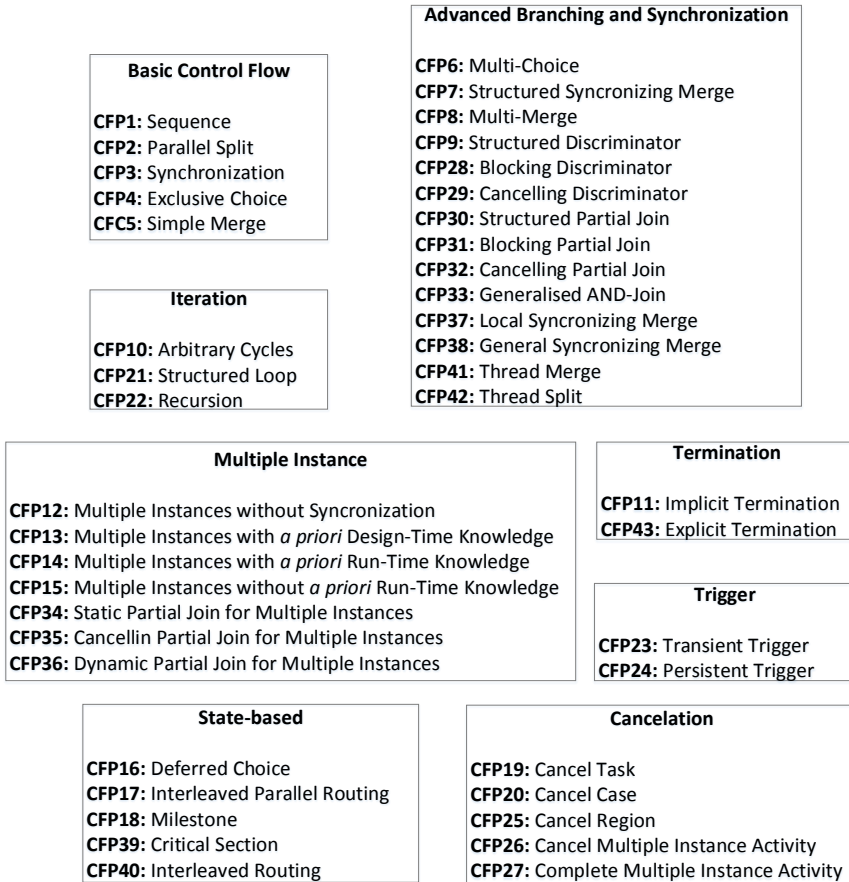 Basic Control Flow
CFP1: Sequence
CFP2: Parallel Split
CFP3: Synchronization
CFP4: Exclusive Choice
CFC5: Simple Merge
Advanced Branching and Synchronization
CFP6: Multi-Choice
CFP7: Structured Syncronizing Merge
CFP8: Multi-Merge
CFP9: Structured Discriminator
CFP28: Blocking Discriminator
CFP29: Cancelling Discriminator
CFP30: Structured Partial Join
CFP31: Blocking Partial Join
CFP32: Cancelling Partial Join
CFP33: Generalised AND-Join
CFP37: Local Syncronizing Merge
CFP38: General Syncronizing Merge
CFP41: Thread Merge
CFP42: Thread Split
Iteration
CFP10: Arbitrary Cycles
CFP21: Structured Loop
CFP22: Recursion
Multiple Instance
CFP12: Multiple Instances without Syncronization
CFP13: Multiple Instances with a priori Design-Time Knowledge
CFP14: Multiple Instances with a priori Run-Time Knowledge
CFP15: Multiple Instances without a priori Run-Time Knowledge
CFP34: Static Partial Join for Multiple Instances
CFP35: Cancellin Partial Join for Multiple Instances
CFP36: Dynamic Partial Join for Multiple Instances
Termination
CFP11: Implicit Termination
CFP43: Explicit Termination
Trigger
CFP23: Transient Trigger
CFP24: Persistent Trigger
State-based
CFP16: Deferred Choice
CFP17: Interleaved Parallel Routing
CFP18: Milestone
CFP39: Critical Section
CFP40: Interleaved Routing
Cancelation
CFP19: Cancel Task
CFP20: Cancel Case
CFP25: Cancel Region
CFP26: Cancel Multiple Instance Activity
CFP27: Complete Multiple Instance Activity